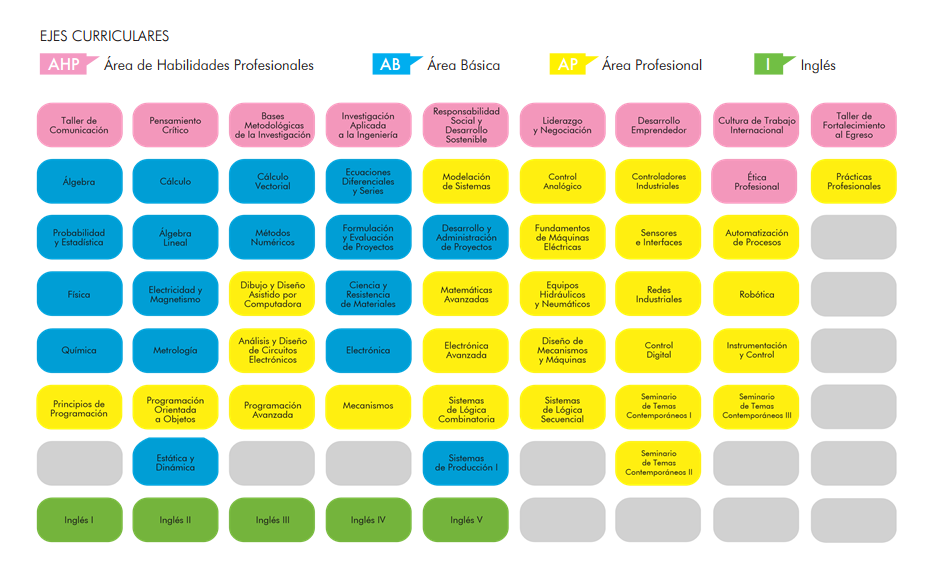 EJES CURRICULARES
AHP Área de Habilidades Profesionales AB Área Básica AP Área Profesional I Inglés
Taller de
Comunicación
Pensamiento
Crítico
Bases
Metodológicas
de la Investigación
Investigación
Aplicada
a la Ingeniería
Responsabilidad
Social y
Desarrollo
Sostenible
Liderazgo
y Negociación
Desarrollo
Emprendedor
Cultura de Trabajo
Internacional
Taller de
Fortalecimiento
al Egreso
Álgebra
Cálculo
Cálculo
Vectorial
Ecuaciones
Diferenciales
y Series
Modelación
de Sistemas
Control
Analógico
Controladores
Industriales
Ética
Profesional
Prácticas
Profesionales
Probabilidad
y Estadística
Álgebra
Lineal
Métodos
Numéricos
Formulación
y Evaluación
de Proyectos
Desarrollo y
Administración
de Proyectos
Fundamentos
de Máquinas
Eléctricas
Sensores
e Interfaces
Automatización
de Procesos
Física
Electricidad y
Magnetismo
Dibujo y Diseño
Asistido por
Computadora
Ciencia y
Resistencia
de Materiales
Matemáticas
Avanzadas
Equipos
Hidráulicos
y Neumáticos
Redes
Industriales
Robótica
Química
Metrología
Análisis y Diseño
de Circuitos
Electrónicos
Electrónica
Electrónica
Avanzada
Diseño de
Mecanismos
y Máquinas
Control
Digital
Instrumentación
y Control
Principios de
Programación
Programación
Orientada
a Objetos
Programación
Avanzada
Mecanismos
Sistemas
de Lógica
Combinatoria
Sistemas
de Lógica
Secuencial
Seminario
de Temas
Contemporáneos I
Seminario
de Temas
Contemporáneos III
Estática y
Dinámica
Sistemas
de Producción I
Seminario
de Temas
Contemporáneos II
Inglés I
Inglés II
Inglés III
Inglés IV
Inglés V